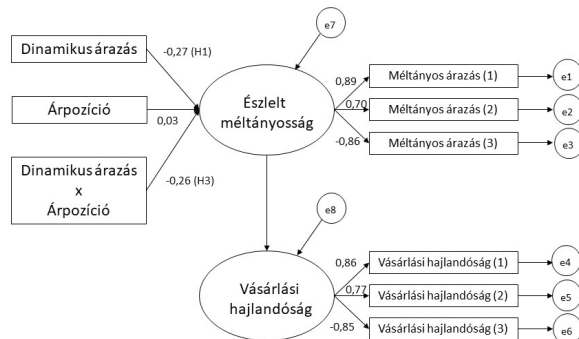 e7
Dinamikus árazás
-0,27 (H1)
Árpozíció
0,03
Dinamikus árazás
x
Árpozíció
-0,26 (H3)
Észlelt
méltányosság
0,89
0,70
-0,86
Méltányos árazás (1)
Méltányos árazás (2)
Méltányos árazás (3)
e1
e2
e3
e8
Vásárlási
hajlandóság
0,86
0,77
-0,85
Vásárlási hajlandóság (1)
Vásárlási hajlandóság (2)
Vásárlási hajlandóság (3)
e4
e5
e6